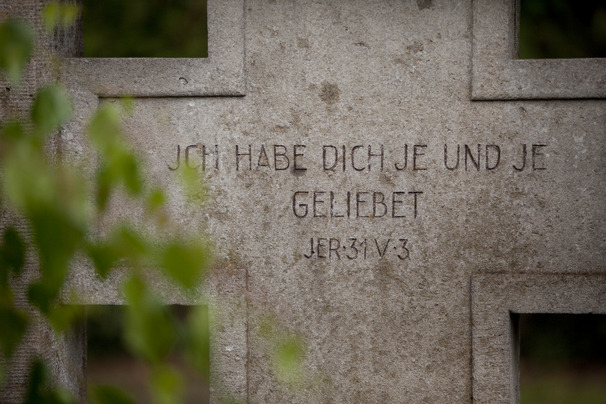 JCH HABE DICH JE UND JE
GELIEBET
JER·31 V·3